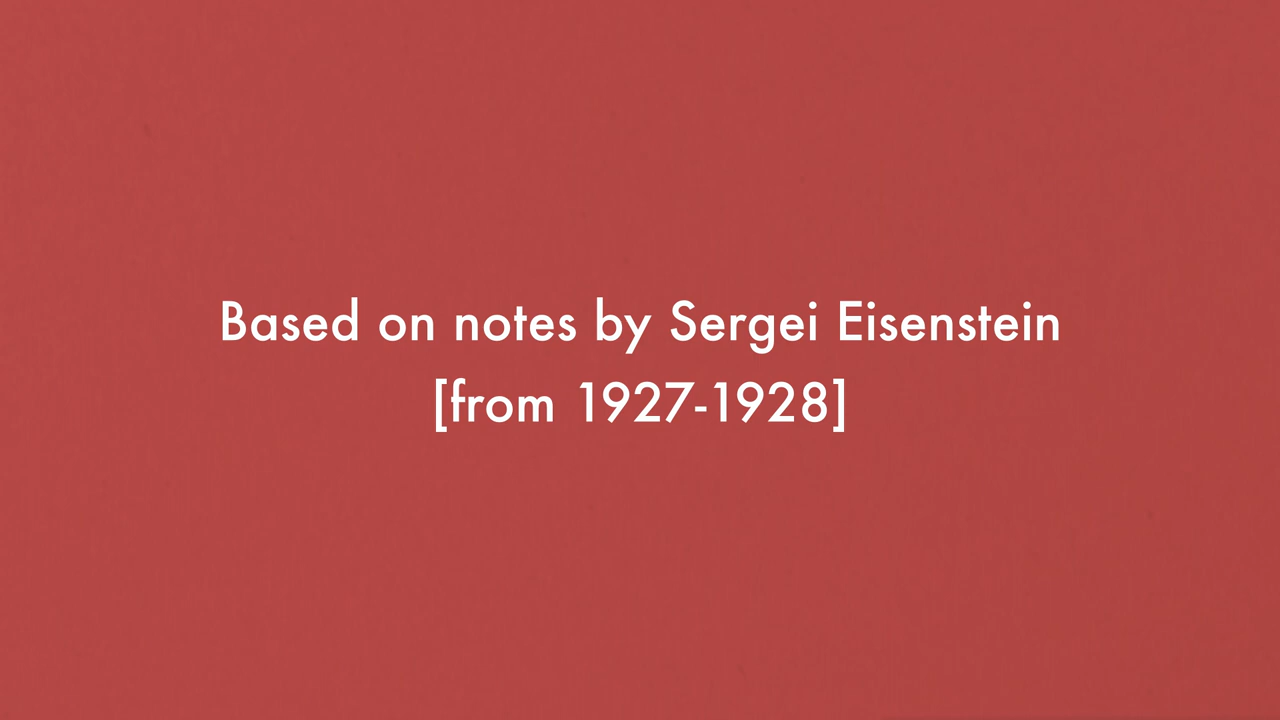 Based on notes by Sergei Eisenstein
[from 1927-1928]